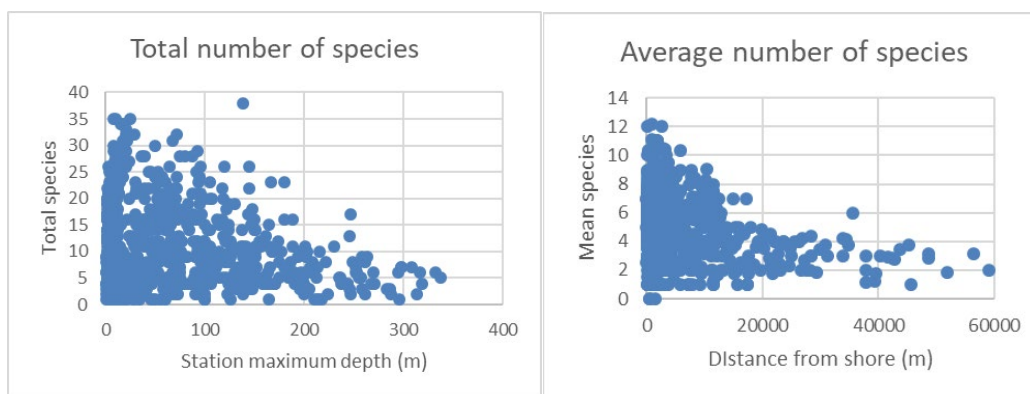 Total number of species
40
35
30
25
20
15
10
5
0
Total species
0 100 200 300 400
Station maximum depth (m)
Average number of species
14
12
10
8
6
4
2
0
Mean species
0 20000 40000 60000
DIstance from shore (m)